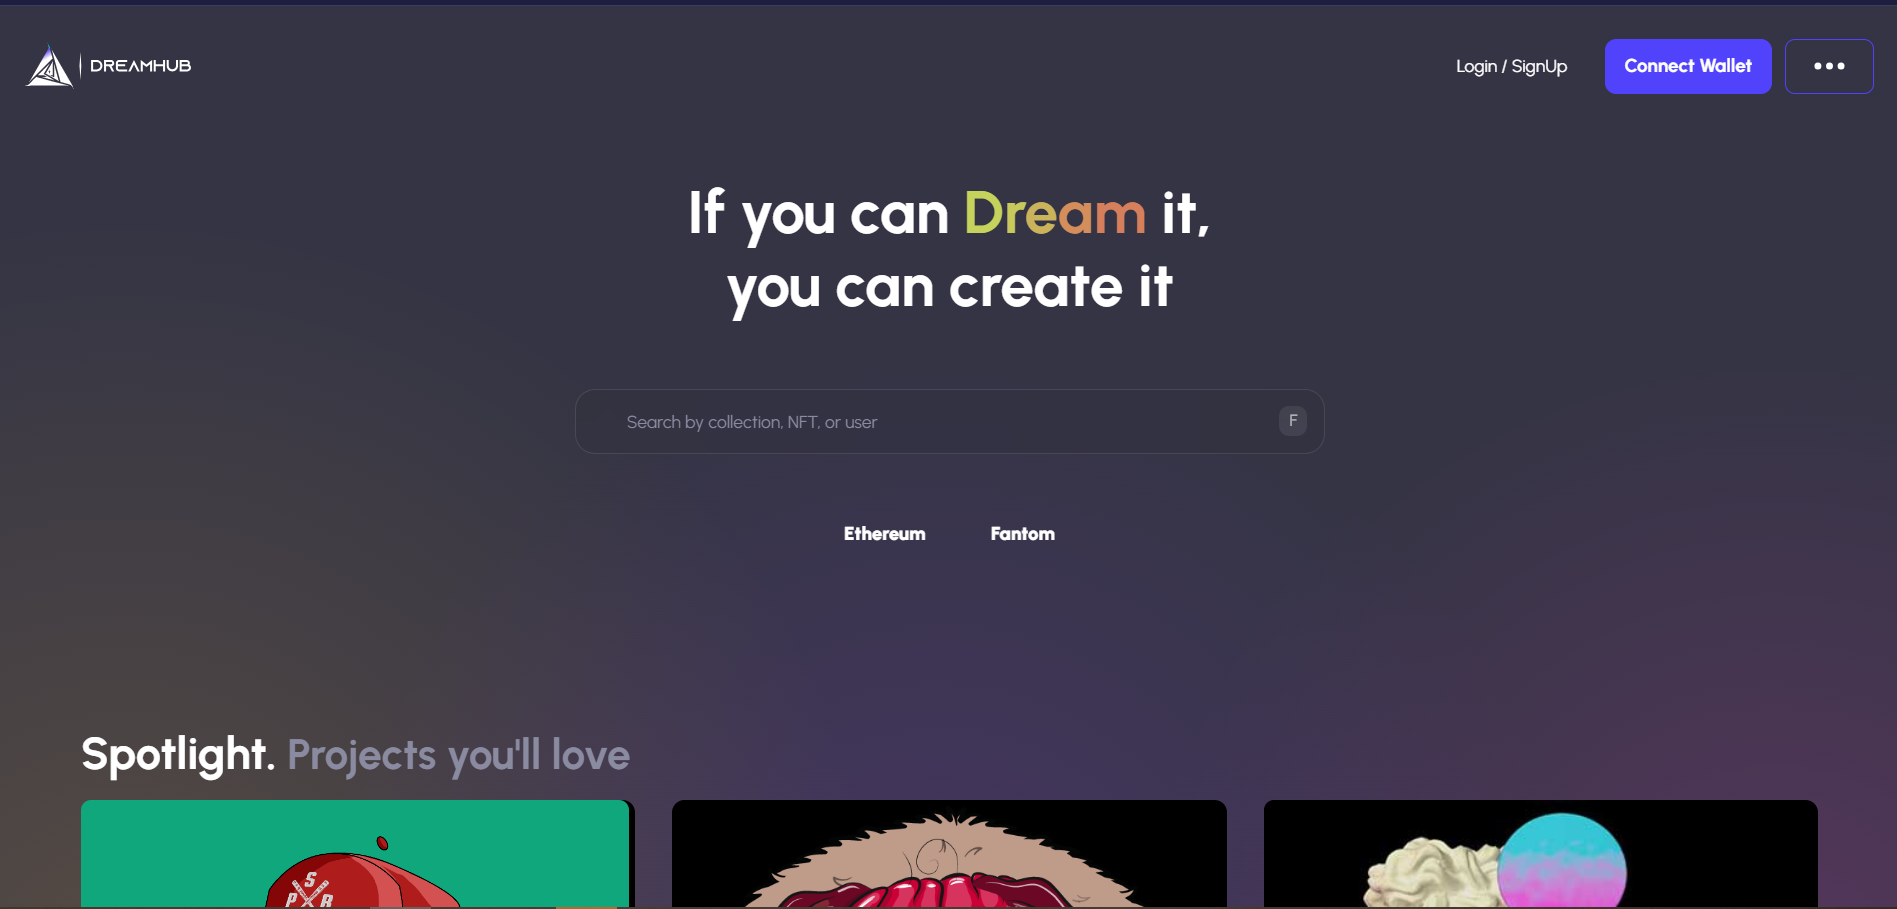 DREAMHUB
Login / SignUp
Connect Wallet
If you can Dream it,
you can create it
Search by collection, NFT, or user
F
Ethereum
Fantom
Spotlight. Projects you'll love
S
P R